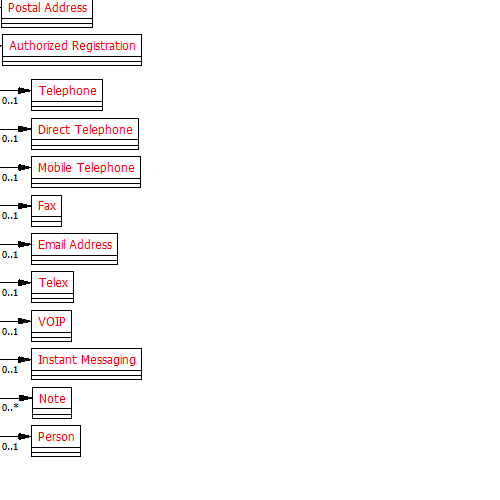 Postal Address
Authorized Registration
Telephone
0..1
Direct Telephone
0..1
Mobile Telephone
0..1
Fax
0..1
Email Address
0..1
Telex
0..1
VOIP
0..1
Instant Messaging
0..1
Note
0..*
Person
0..1